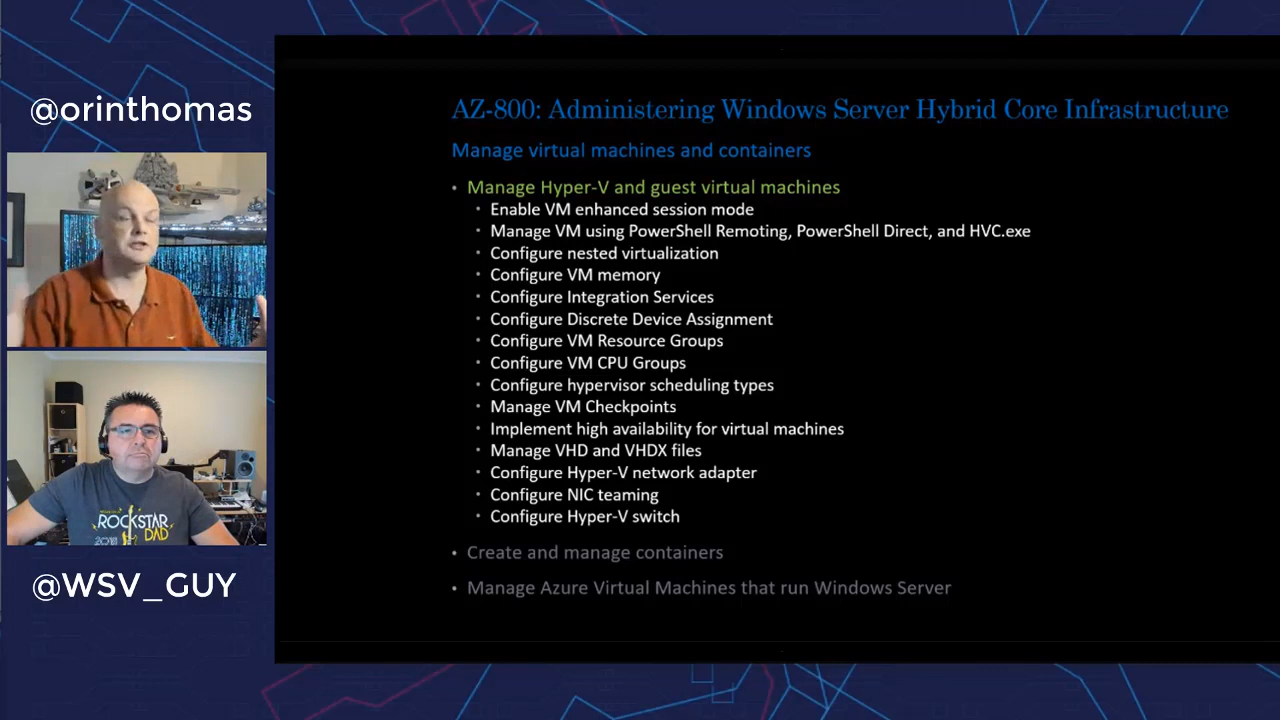 @orinthomas
AZ-800: Administering Windows Server Hybrid Core Infrastructure
Manage virtual machines and containers
• Manage Hyper-V and guest virtual machines
• Enable VM enhanced session mode
• Manage VM using PowerShell Remoting, PowerShell Direct, and HVC.exe
• Configure nested virtualization
• Configure VM memory
• Configure Integration Services
• Configure Discrete Device Assignment
• Configure VM Resource Groups
• Configure VM CPU Groups
• Configure hypervisor scheduling types
• Manage VM Checkpoints
• Implement high availability for virtual machines
• Manage VHD and VHDX files
• Configure Hyper-V network adapter
• Configure NIC teaming
• Configure Hyper-V switch
• Create and manage containers
• Manage Azure Virtual Machines that run Windows Server
ROCKSTAR
DAD
@WSV_GUY